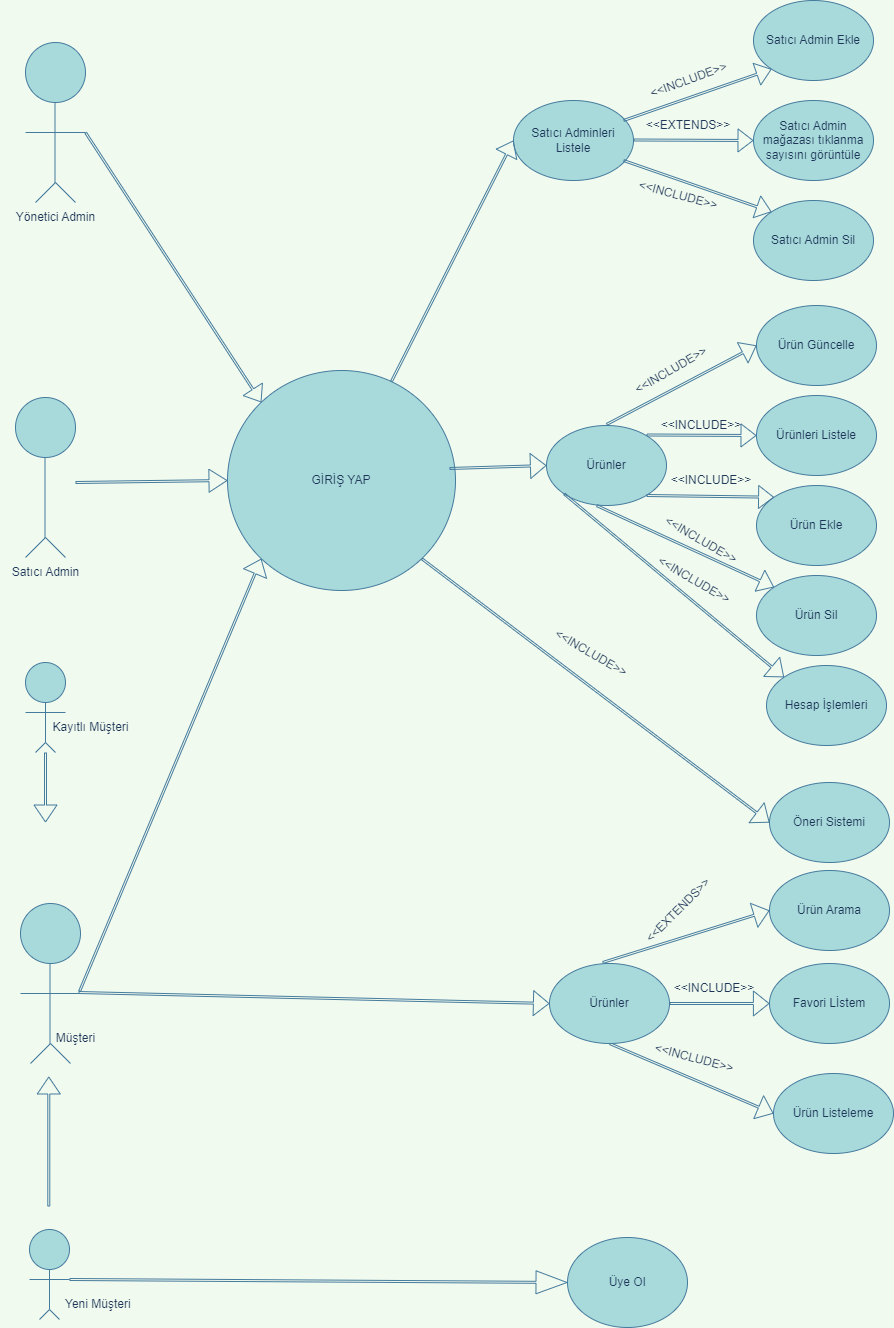 Satıcı Admin Ekle
<<INCLUDE>>
Satıcı Adminleri
Listele
<<EXTENDS>>
Satıcı Admin
mağazası tıklanma
sayısını görüntüle
<<INCLUDE>>
Satıcı Admin Sil
Yönetici Admin
Ürün Güncelle
<<INCLUDE>>
<<INCLUDE>>
Ürünleri Listele
Ürünler
GİRİŞ YAP
<<INCLUDE>>
Ürün Ekle
<<INCLUDE>>
Satıcı Admin
<<INCLUDE>>
Ürün Sil
<<INCLUDE>>
Hesap İşlemleri
Kayıtlı Müşteri
Öneri Sistemi
<<EXTENDS>>
Ürün Arama
<<INCLUDE>>
Ürünler
Favori Lİstem
Müşteri
<<INCLUDE>>
Ürün Listeleme
Üye Ol
Yeni Müşteri